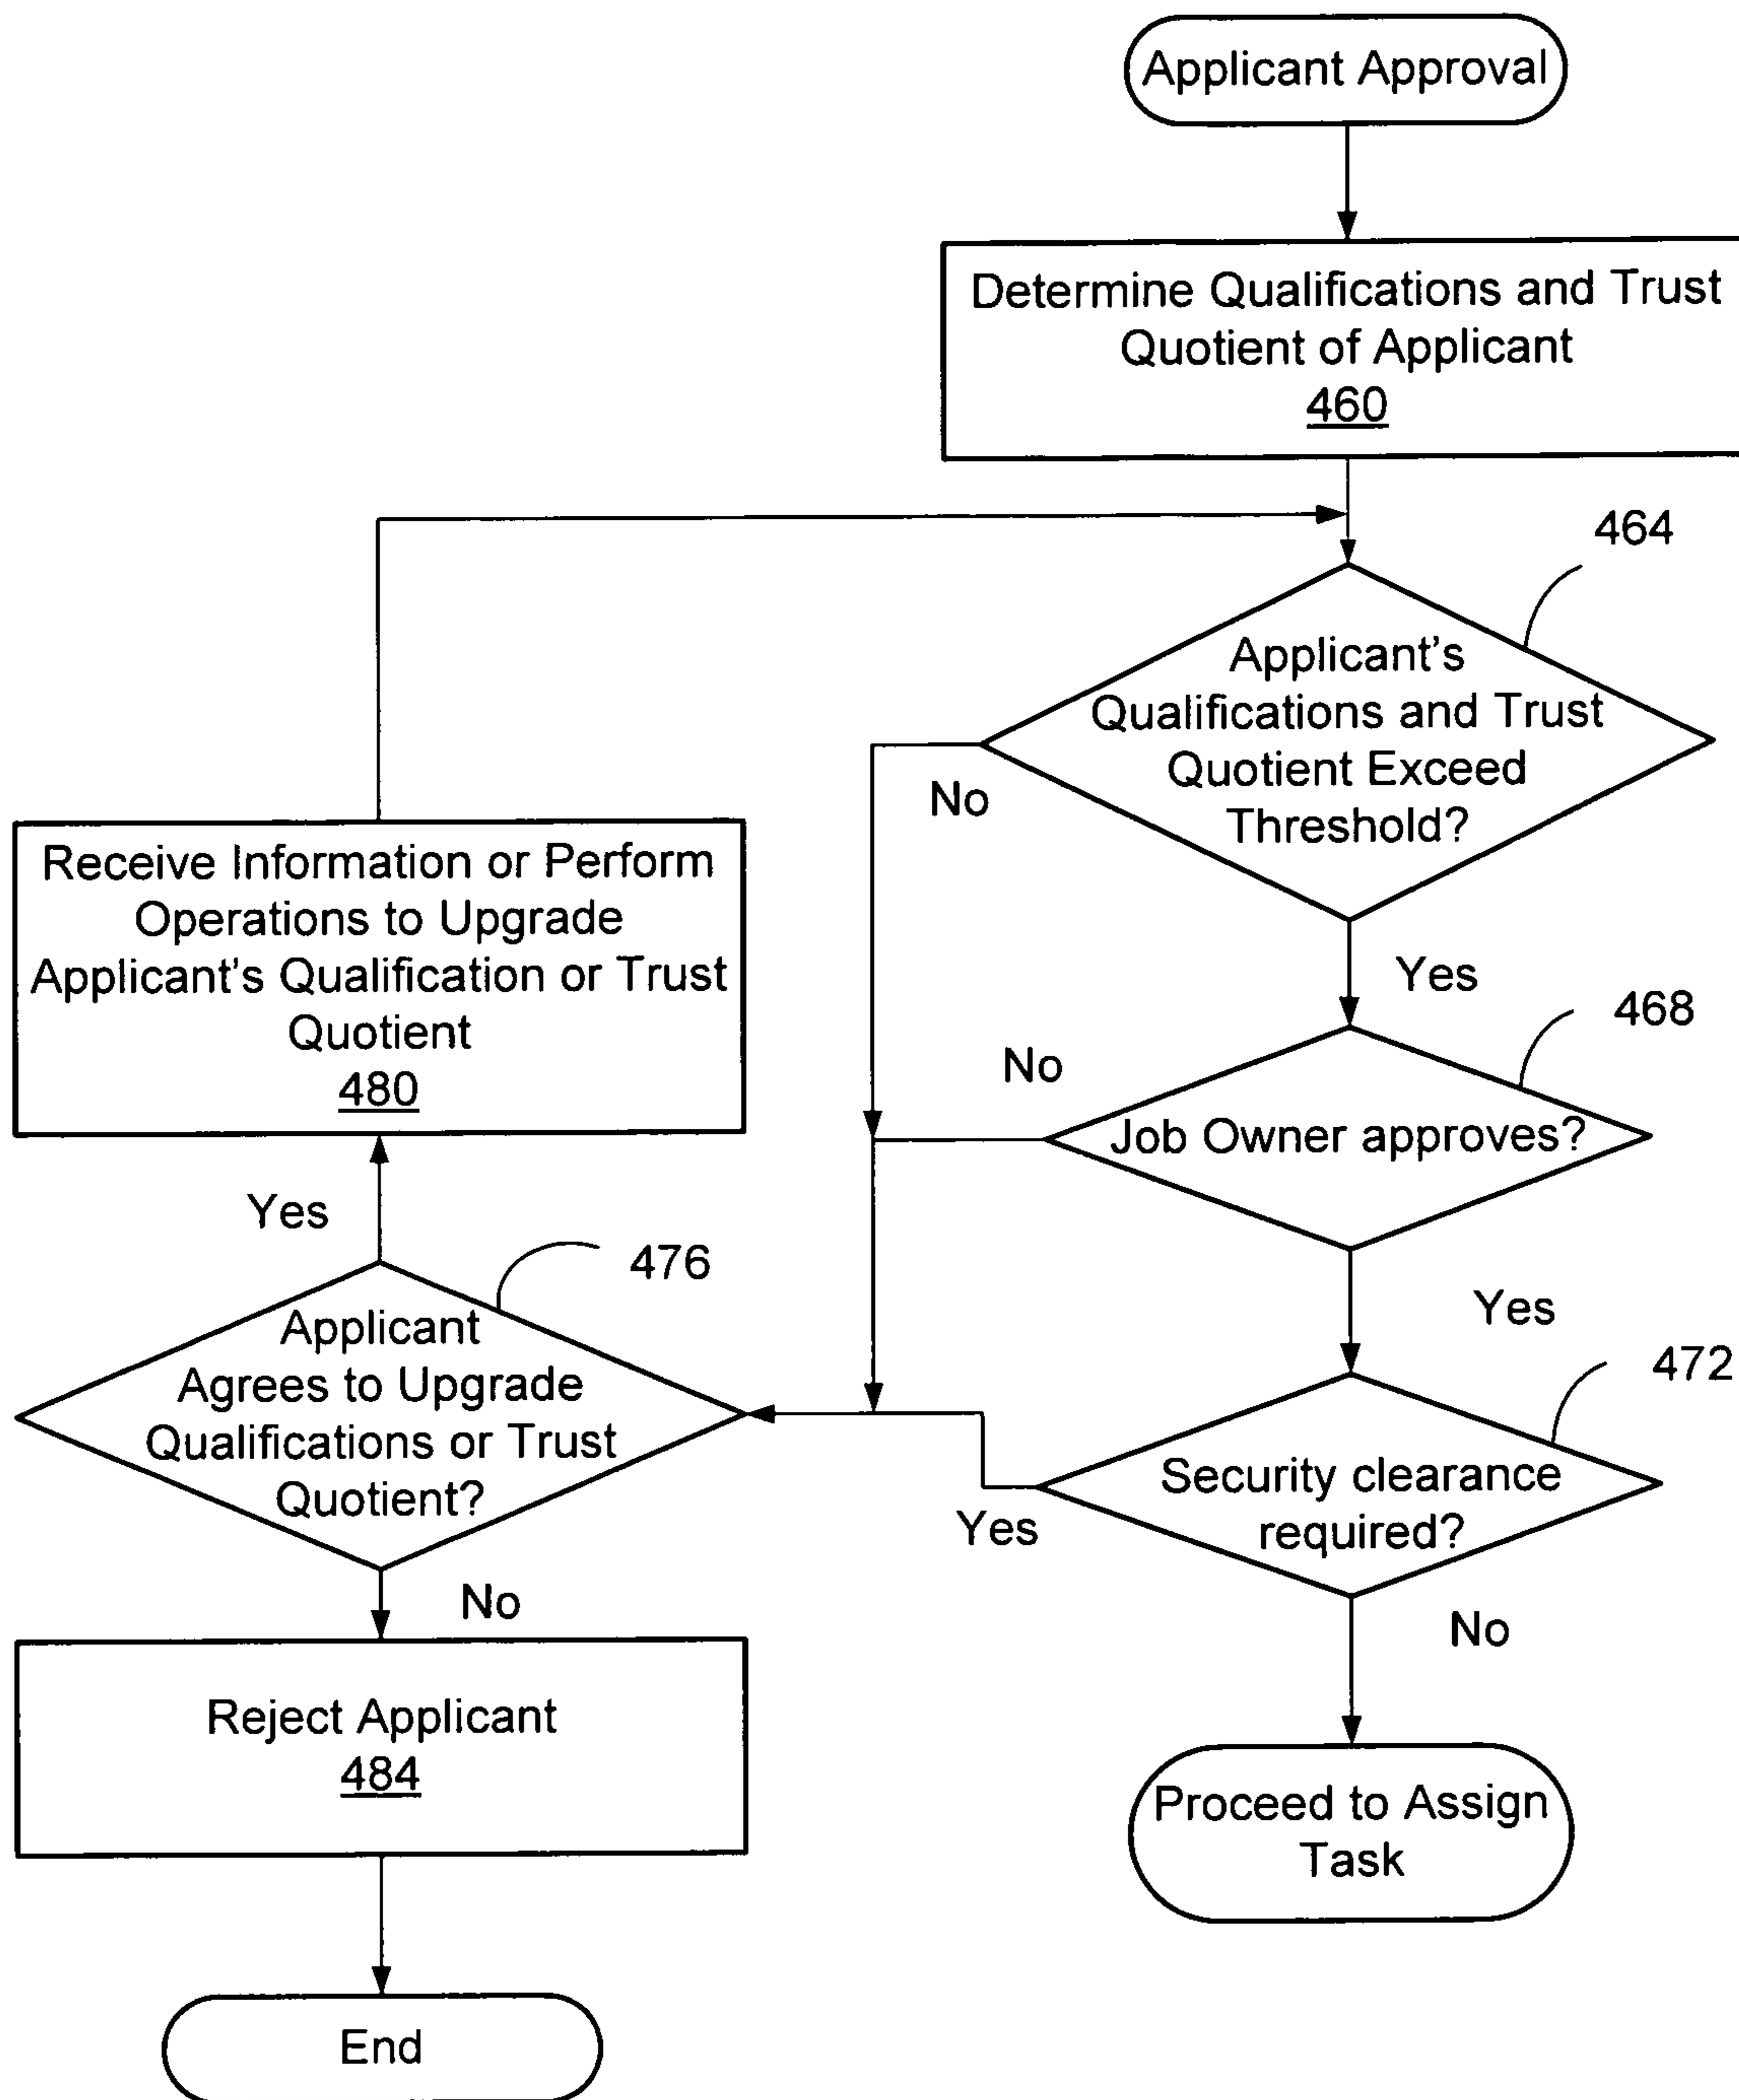 Applicant Approval
Determine Qualifications and Trust
Quotient of Applicant
460
464
Applicant's
Qualifications and Trust
Quotient Exceed
Threshold?
No
Yes
Receive Information or Perform
Operations to Upgrade
Applicant's Qualification or Trust
Quotient
480
468
No
Job Owner approves?
Yes
Yes
476
Applicant
Agrees to Upgrade
Qualifications or Trust
Quotient?
472
Security clearance
required?
Yes
No
No
Reject Applicant
484
Proceed to Assign
Task
End